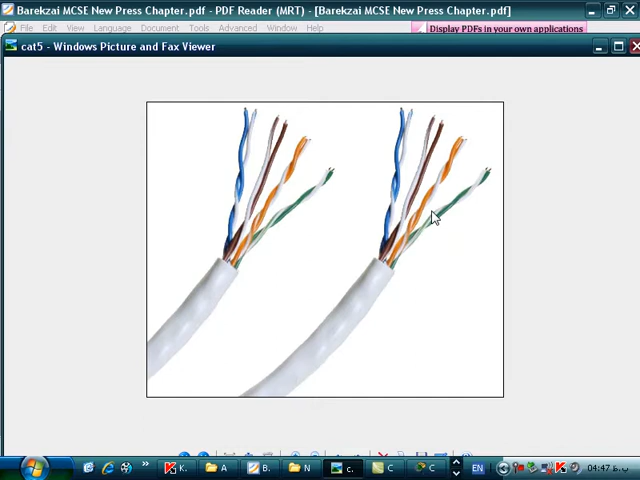 Barekzai MCSE New Press Chapter.pdf - PDF Reader (MRT) - [Barekzai MCSE New Press Chapter.pdf]
File Edit View Language Document Tools Advanced Window Help Display PDFs in your own applications
cat5 - Windows Picture and Fax Viewer
K. A B. N c. C C EN 04:47 ب.ظ